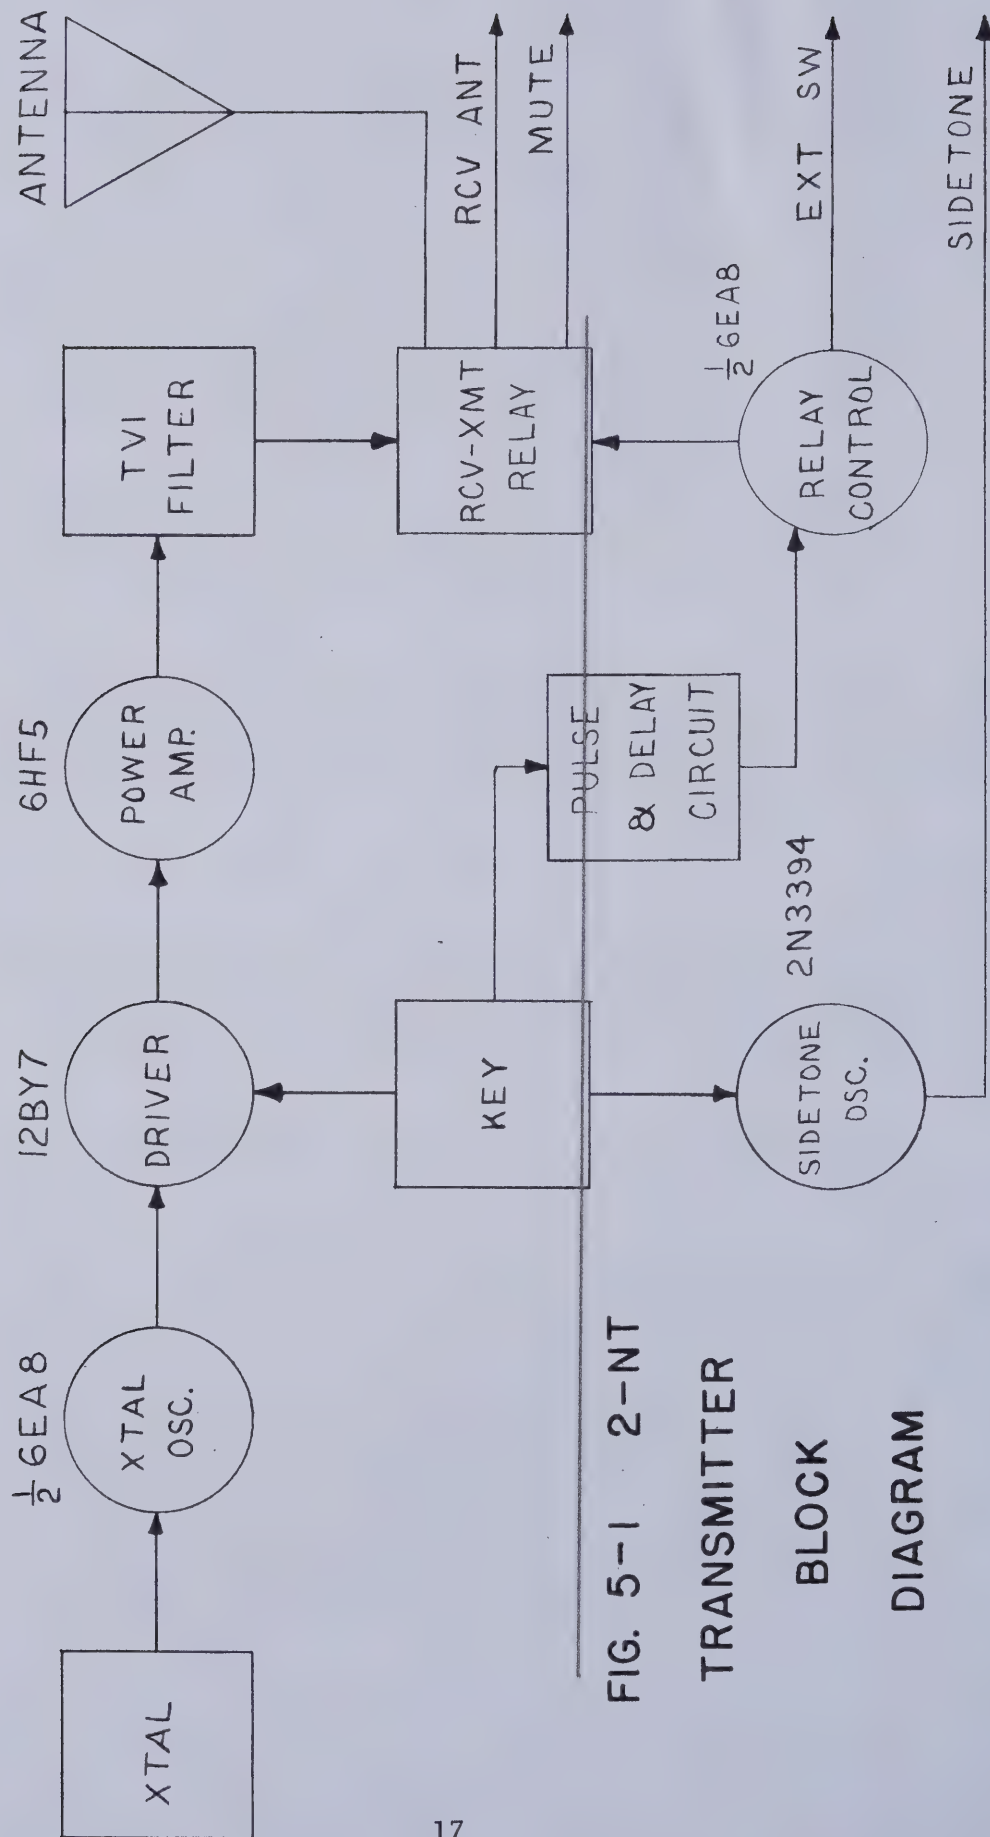 ANTENNA
RCV ANT
MUTE
EXT SW
SIDETONE
TVI
FILTER
RCV-XMT
RELAY
1/2 6EA8
RELAY
CONTROL
6HF5
POWER
AMP.
PULSE
& DELAY
CIRCUIT
12BY7
DRIVER
KEY
2N3394
SIDETONE
OSC.
1/2 6EA8
XTAL
OSC.
XTAL
FIG. 5-1 2-NT
TRANSMITTER
BLOCK
DIAGRAM
17